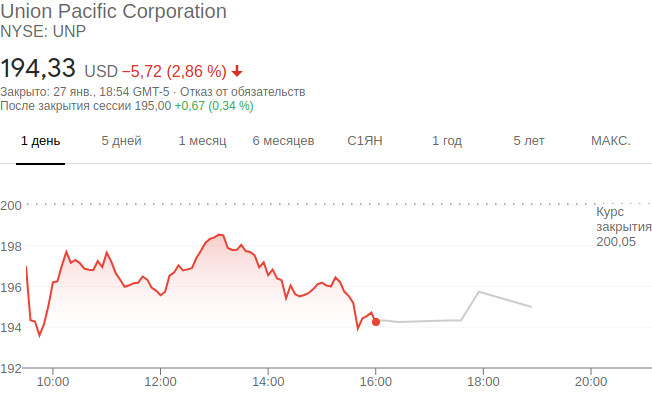 Union Pacific Corporation
NYSE: UNP
194,33 USD −5,72 (2,86 %)
Закрыто: 27 янв., 18:54 GMT-5 · Отказ от обязательств
После закрытия сессии 195,00 +0,67 (0,34 %)
1 день 5 дней 1 месяц 6 месяцев С1ЯН 1 год 5 лет МАКС.
200
Курс
закрытия
200,05
198
196
194
192
10:00 12:00 14:00 16:00 18:00 20:00